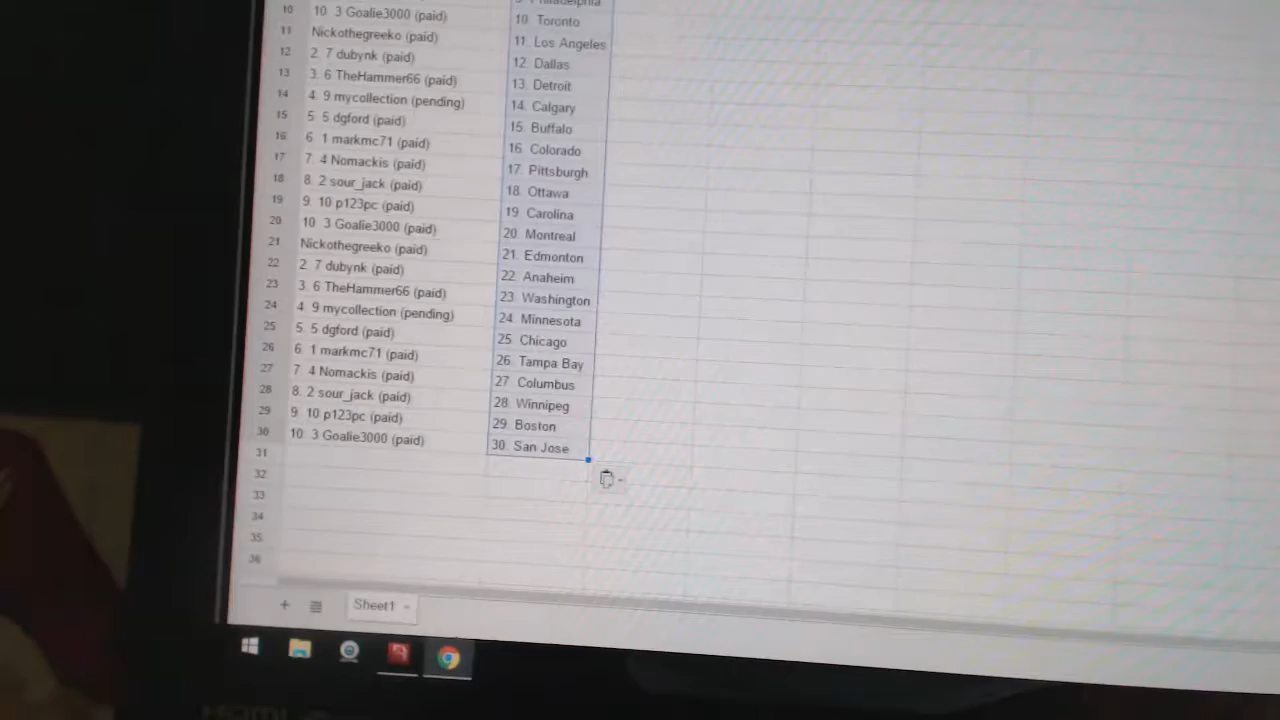 9. Philadelphia
10 10. 3 Goalie3000 (paid) 10. Toronto
11 Nickothegreeko (paid) 11. Los Angeles
12 2. 7 dubynk (paid) 12. Dallas
13 3. 6 TheHammer66 (paid) 13. Detroit
14 4. 9 mycollection (pending) 14. Calgary
15 5. 5 dgford (paid) 15. Buffalo
16 6. 1 markmc71 (paid) 16. Colorado
17 7. 4 Nomackis (paid) 17. Pittsburgh
18 8. 2 sour_jack (paid) 18. Ottawa
19 9. 10 p123pc (paid) 19. Carolina
20 10. 3 Goalie3000 (paid) 20. Montreal
21 Nickothegreeko (paid) 21. Edmonton
22 2. 7 dubynk (paid) 22. Anaheim
23 3. 6 TheHammer66 (paid) 23. Washington
24 4. 9 mycollection (pending) 24. Minnesota
25 5. 5 dgford (paid) 25. Chicago
26 6. 1 markmc71 (paid) 26. Tampa Bay
27 7. 4 Nomackis (paid) 27. Columbus
28 8. 2 sour_jack (paid) 28. Winnipeg
29 9. 10 p123pc (paid) 29. Boston
30 10. 3 Goalie3000 (paid) 30. San Jose
31
32
33
34
35
36
Sheet1